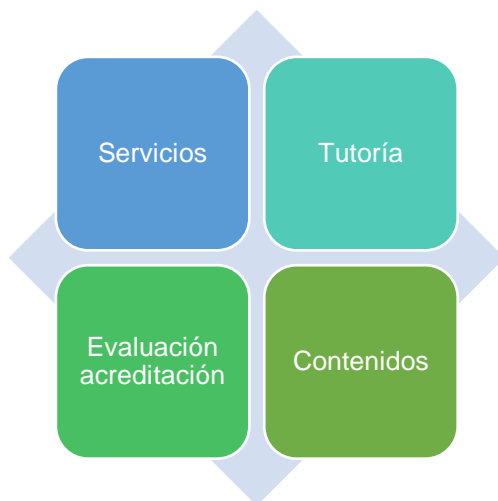 Servicios
Tutoría
Evaluación
acreditación
Contenidos